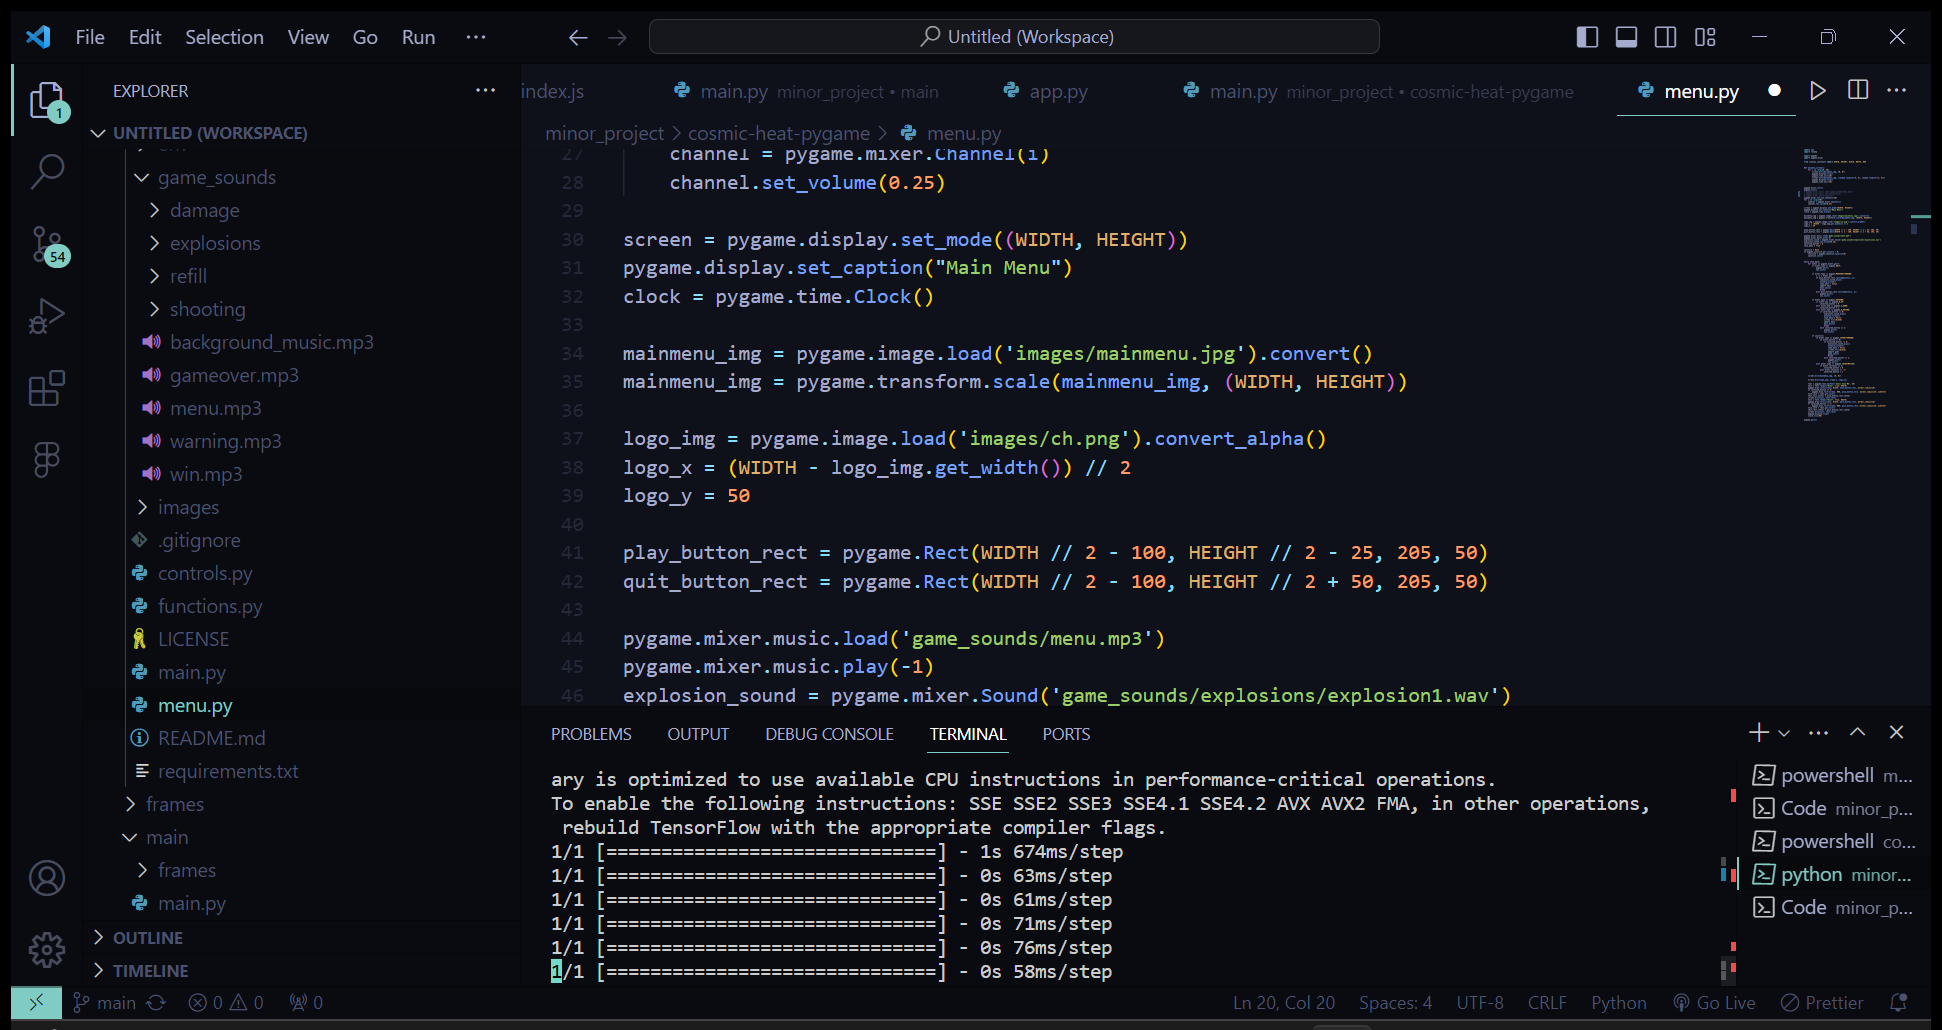 File Edit Selection View Go Run ···
Untitled (Workspace)
EXPLORER
1
UNTITLED (WORKSPACE)
game_sounds
damage
explosions
54
refill
shooting
background_music.mp3
gameover.mp3
menu.mp3
warning.mp3
win.mp3
images
.gitignore
controls.py
functions.py
LICENSE
main.py
menu.py
README.md
requirements.txt
frames
main
frames
main.py
OUTLINE
TIMELINE
index.js main.py minor_project • main app.py main.py minor_project • cosmic-heat-pygame menu.py
minor_project > cosmic-heat-pygame > menu.py
27 channel = pygame.mixer.Channel(i)
28 channel.set_volume(0.25)
29
30 screen = pygame.display.set_mode((WIDTH, HEIGHT))
31 pygame.display.set_caption("Main Menu")
32 clock = pygame.time.Clock()
33
34 mainmenu_img = pygame.image.load('images/mainmenu.jpg').convert()
35 mainmenu_img = pygame.transform.scale(mainmenu_img, (WIDTH, HEIGHT))
36
37 logo_img = pygame.image.load('images/ch.png').convert_alpha()
38 logo_x = (WIDTH - logo_img.get_width()) // 2
39 logo_y = 50
40
41 play_button_rect = pygame.Rect(WIDTH // 2 - 100, HEIGHT // 2 - 25, 205, 50)
42 quit_button_rect = pygame.Rect(WIDTH // 2 - 100, HEIGHT // 2 + 50, 205, 50)
43
44 pygame.mixer.music.load('game_sounds/menu.mp3')
45 pygame.mixer.music.play(-1)
46 explosion_sound = pygame.mixer.Sound('game_sounds/explosions/explosion1.wav')
PROBLEMS OUTPUT DEBUG CONSOLE TERMINAL PORTS
ary is optimized to use available CPU instructions in performance-critical operations.
To enable the following instructions: SSE SSE2 SSE3 SSE4.1 SSE4.2 AVX AVX2 FMA, in other operations,
rebuild TensorFlow with the appropriate compiler flags.
1/1 [==============================] - 1s 674ms/step
1/1 [==============================] - 0s 63ms/step
1/1 [==============================] - 0s 61ms/step
1/1 [==============================] - 0s 71ms/step
1/1 [==============================] - 0s 76ms/step
1/1 [==============================] - 0s 58ms/step
powershell m...
Code minor_p...
powershell co...
python minor...
Code minor_p...
main 0 0 0 Ln 20, Col 20 Spaces: 4 UTF-8 CRLF Python Go Live Prettier